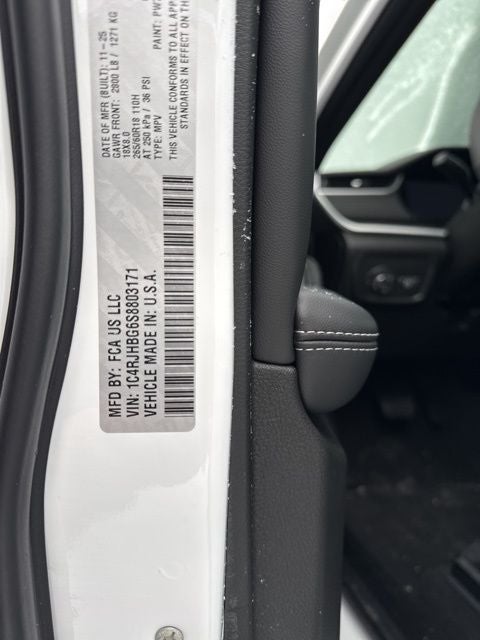 MFD BY: FCA US LLC
VIN: 1C4RJHBG6S8803171
VEHICLE MADE IN: U.S.A.
DATE OF MFR (BUILT): 11-25
GAWR FRONT: 2800 LB / 1271 KG
18X8.0
265/60R18 110H
AT 250 kPa / 36 PSI
TYPE: MPV
PAINT: PW7
THIS VEHICLE CONFORMS TO ALL APP
STANDARDS IN EFFECT ON THE